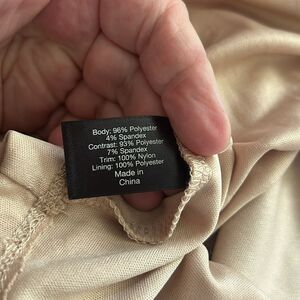 Body: 96% Polyester
4% Spandex
Contrast: 93% Polyester
7% Spandex
Trim: 100% Nylon
Lining: 100% Polyester
Made in
China